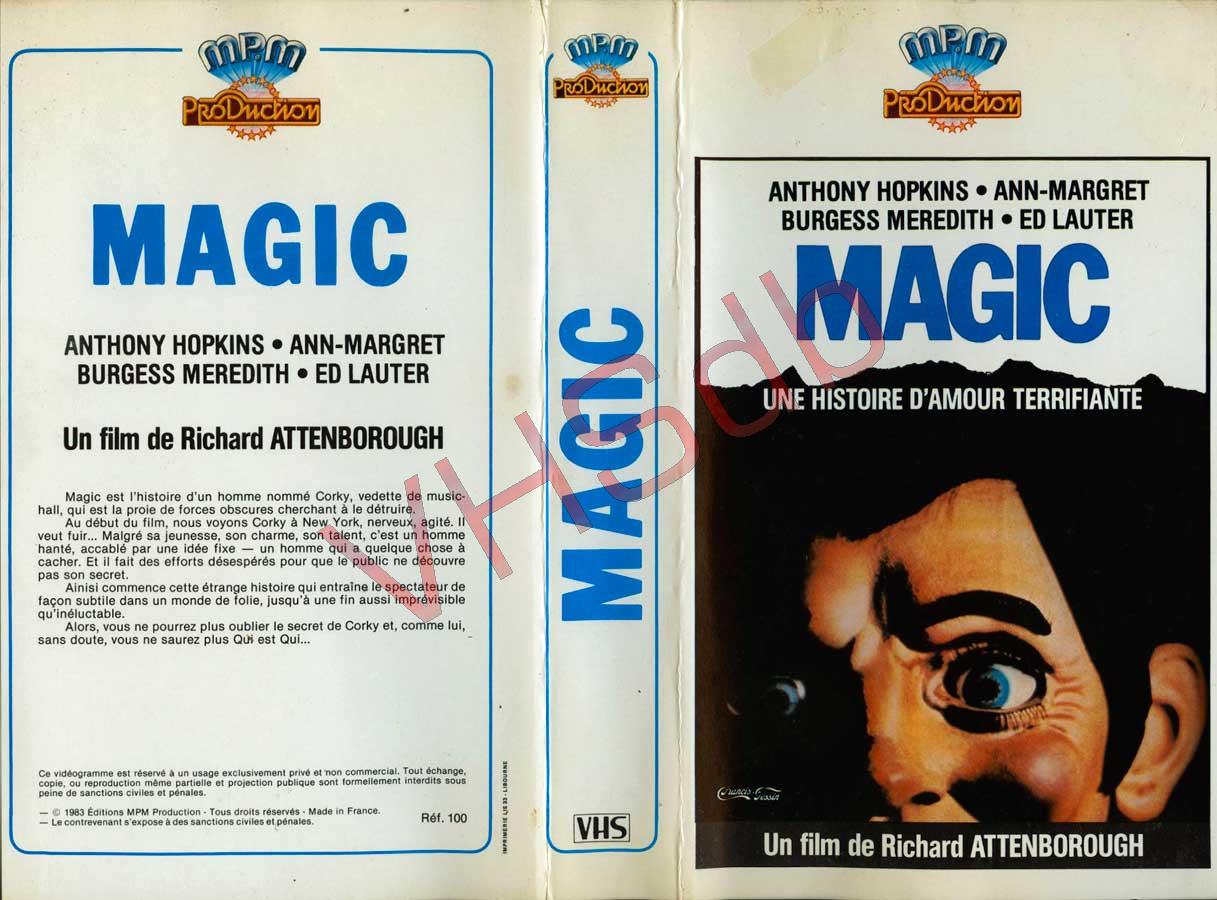 MPM
PRODUCTION
MAGIC
ANTHONY HOPKINS • ANN-MARGRET
BURGESS MEREDITH • ED LAUTER
Un film de Richard ATTENBOROUGH
Magic est l'histoire d'un homme nommé Corky, vedette de music-
hall, qui est la proie de forces obscures cherchant à le détruire.
Au début du film, nous voyons Corky à New York, nerveux, agité. Il
veut fuir... Malgré sa jeunesse, son charme, son talent, c'est un homme
hanté, accablé par une idée fixe — un homme qui a quelque chose à
cacher. Et il fait des efforts désespérés pour que le public ne découvre
pas son secret.
Ainisi commence cette étrange histoire qui entraîne le spectateur de
façon subtile dans un monde de folie, jusqu'à une fin aussi imprévisible
qu'inéluctable.
Alors, vous ne pourrez plus oublier le secret de Corky et, comme lui,
sans doute, vous ne saurez plus Qui est Qui...
Ce vidéogramme est réservé à un usage exclusivement privé et non commercial. Tout échange,
copie, ou reproduction même partielle et projection publique sont formellement interdits sous
peine de sanctions civiles et pénales.
— © 1983 Éditions MPM Production - Tous droits réservés - Made in France.
— Le contrevenant s'expose à des sanctions civiles et pénales.
Réf. 100
IMPRIMERIE LIS 33 - LIBOURNE
MPM
PRODUCTION
MAGIC
VHS
MPM
PRODUCTION
ANTHONY HOPKINS • ANN-MARGRET
BURGESS MEREDITH • ED LAUTER
MAGIC
UNE HISTOIRE D'AMOUR TERRIFIANTE
Francis-Tessin
Un film de Richard ATTENBOROUGH
VHSdb